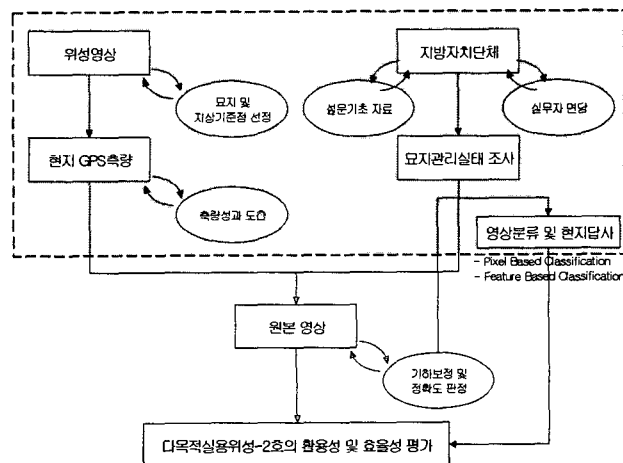 위성영상
지방자치단체
묘지 및
지상기준점 선정
설문기초 자료
실무자 면담
현지 GPS측량
묘지관리실태 조사
측량성과 도출
영상분류 및 현지답사
- Pixel Based Classification
- Feature Based Classification
원본 영상
기하보정 및
정확도 판정
다목적실용위성-2호의 활용성 및 효율성 평가